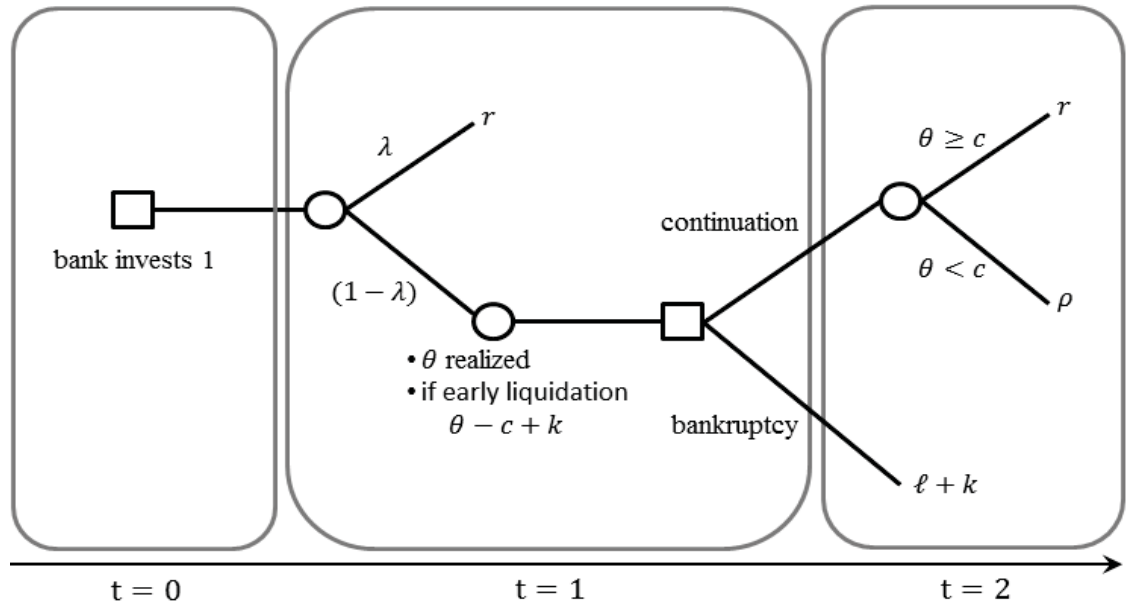 bank invests 1
λ
r
(1 − λ)
• θ realized
• if early liquidation
θ − c + k
continuation
bankruptcy
θ ≥ c
r
θ < c
ρ
ℓ + k
t = 0
t = 1
t = 2